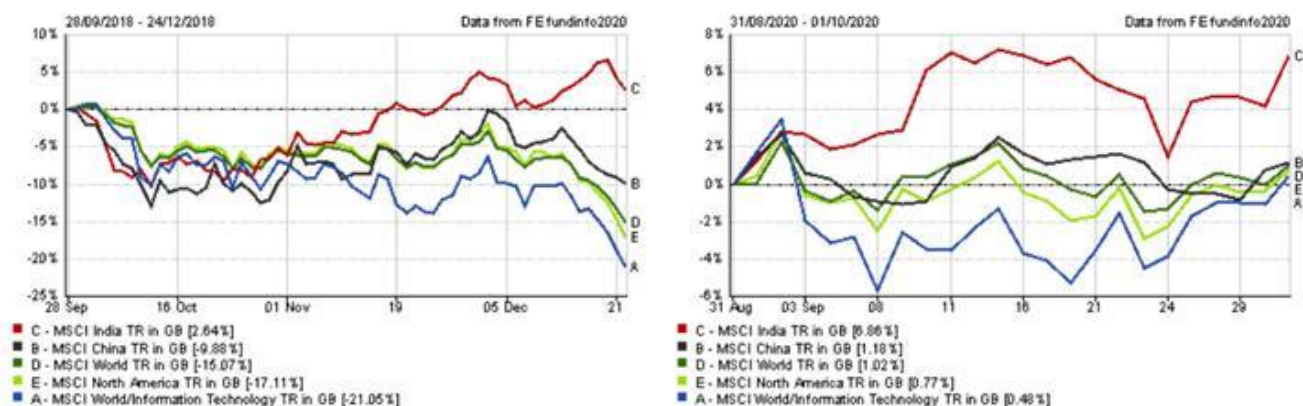 28/09/2018 - 24/12/2018 Data from FE fundinfo2020
10%
5%
0%
-5%
-10%
-15%
-20%
-25%
C
B
D
E
A
28 Sep 16 Oct 01 Nov 19 05 Dec 21
C - MSCI India TR in GB [2.64%]
B - MSCI China TR in GB [-9.88%]
D - MSCI World TR in GB [-15.07%]
E - MSCI North America TR in GB [-17.11%]
A - MSCI World/Information Technology TR in GB [-21.05%]
31/08/2020 - 01/10/2020 Data from FE fundinfo2020
8%
6%
4%
2%
0%
-2%
-4%
-6%
C
B
D
E
A
31 Aug 03 Sep 08 11 16 21 24 29
C - MSCI India TR in GB [6.86%]
B - MSCI China TR in GB [1.18%]
D - MSCI World TR in GB [1.02%]
E - MSCI North America TR in GB [0.77%]
A - MSCI World/Information Technology TR in GB [0.48%]